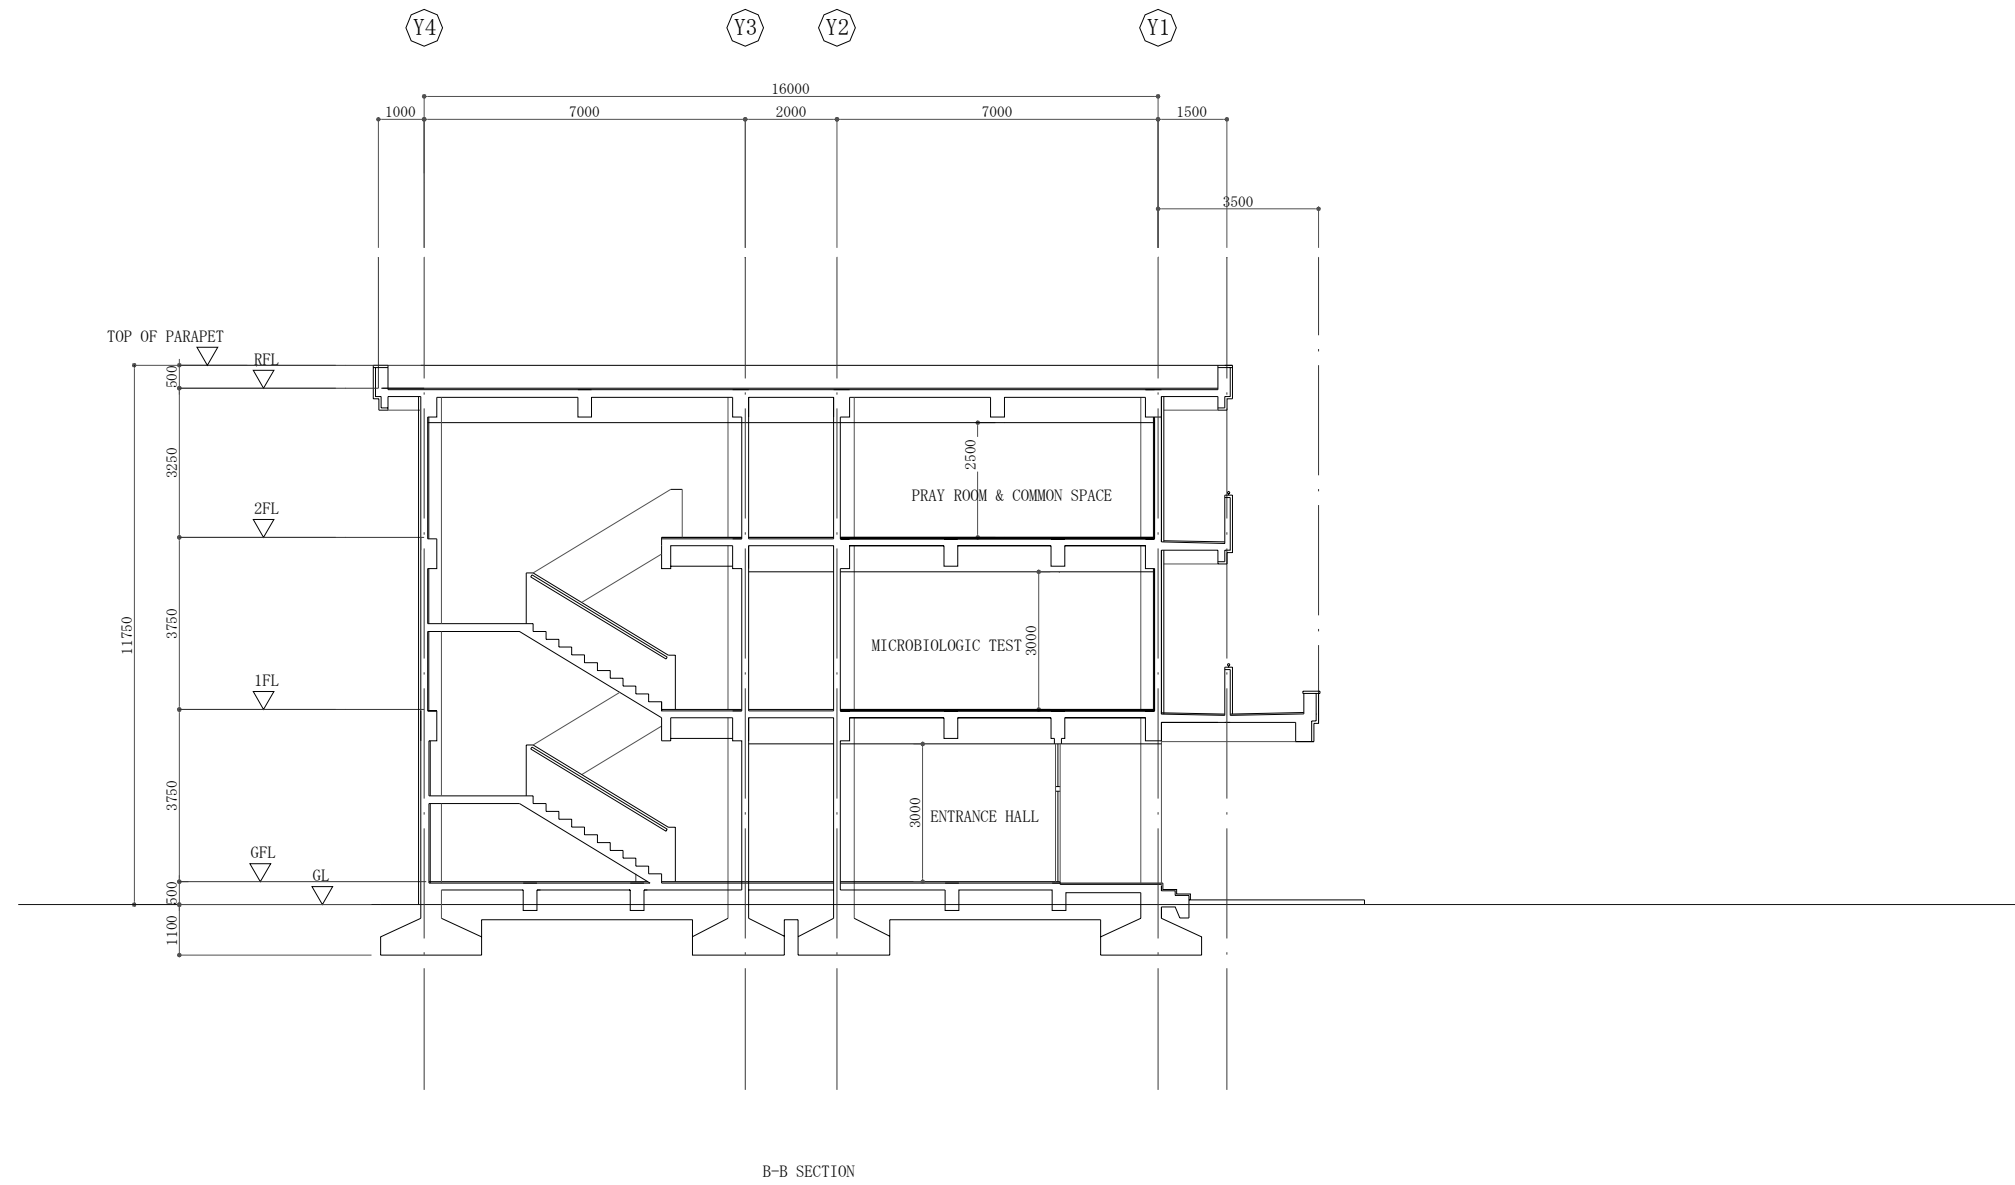 Y4 Y3 Y2 Y1
16000
1000 7000 2000 7000 1500
3500
TOP OF PARAPET
RFL
500
3250
2500
PRAY ROOM & COMMON SPACE
2FL
11750
3750
MICROBIOLOGIC TEST
3000
1FL
3750
3000
ENTRANCE HALL
GFL
GL
500
1100
B-B SECTION